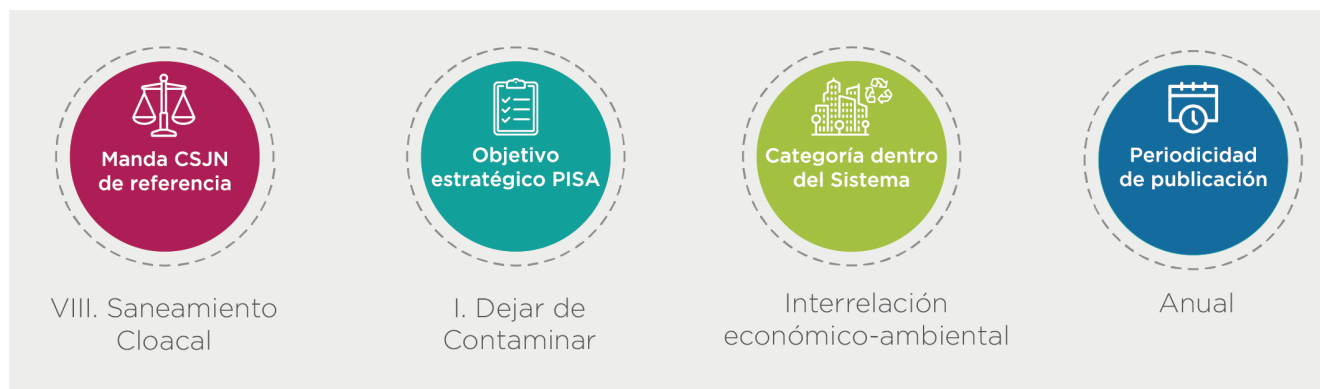 Manda CSJN
de referencia
VIII. Saneamiento
Cloacal
Objetivo
estratégico PISA
I. Dejar de
Contaminar
Categoría dentro
del Sistema
Interrelación
económico-ambiental
Periodicidad
de publicación
Anual